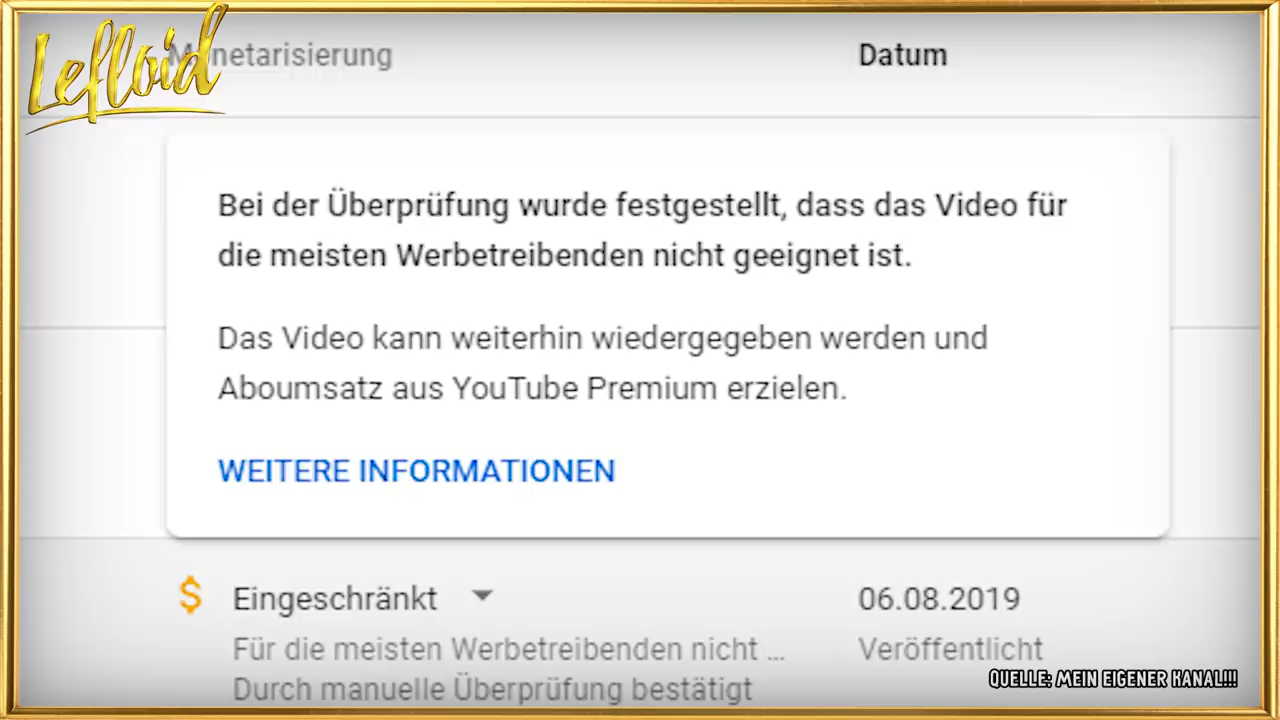 Lefloid
Monetarisierung
Datum
Bei der Überprüfung wurde festgestellt, dass das Video für
die meisten Werbetreibenden nicht geeignet ist.
Das Video kann weiterhin wiedergegeben werden und
Aboumsatz aus YouTube Premium erzielen.
WEITERE INFORMATIONEN
$ Eingeschränkt
06.08.2019
Für die meisten Werbetreibenden nicht ...
Veröffentlicht
Durch manuelle Überprüfung bestätigt
QUELLE: MEIN EIGENER KANAL!!!